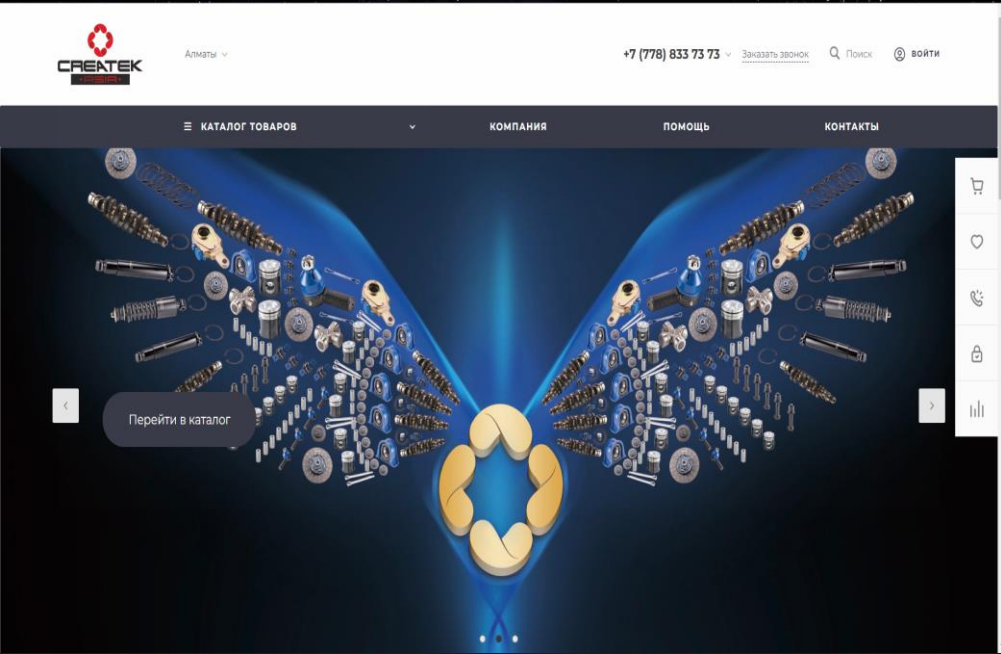 CREATEK
•ASIA•
Алматы
+7 (778) 833 73 73
Заказать звонок
Поиск
ВОЙТИ
КАТАЛОГ ТОВАРОВ
КОМПАНИЯ
ПОМОЩЬ
КОНТАКТЫ
Перейти в каталог